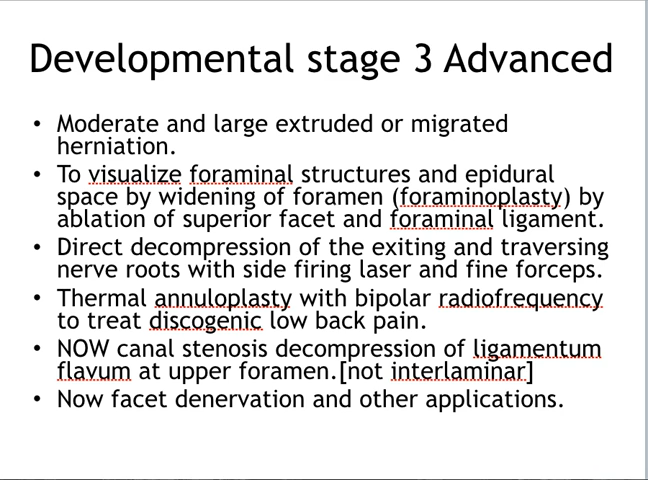 Developmental stage 3 Advanced
• Moderate and large extruded or migrated
herniation.
• To visualize foraminal structures and epidural
space by widening of foramen (foraminoplasty) by
ablation of superior facet and foraminal ligament.
• Direct decompression of the exiting and traversing
nerve roots with side firing laser and fine forceps.
• Thermal annuloplasty with bipolar radiofrequency
to treat discogenic low back pain.
• NOW canal stenosis decompression of ligamentum
flavum at upper foramen.[not interlaminar]
• Now facet denervation and other applications.